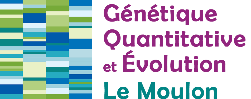 Génétique
Quantitative
et Évolution
Le Moulon